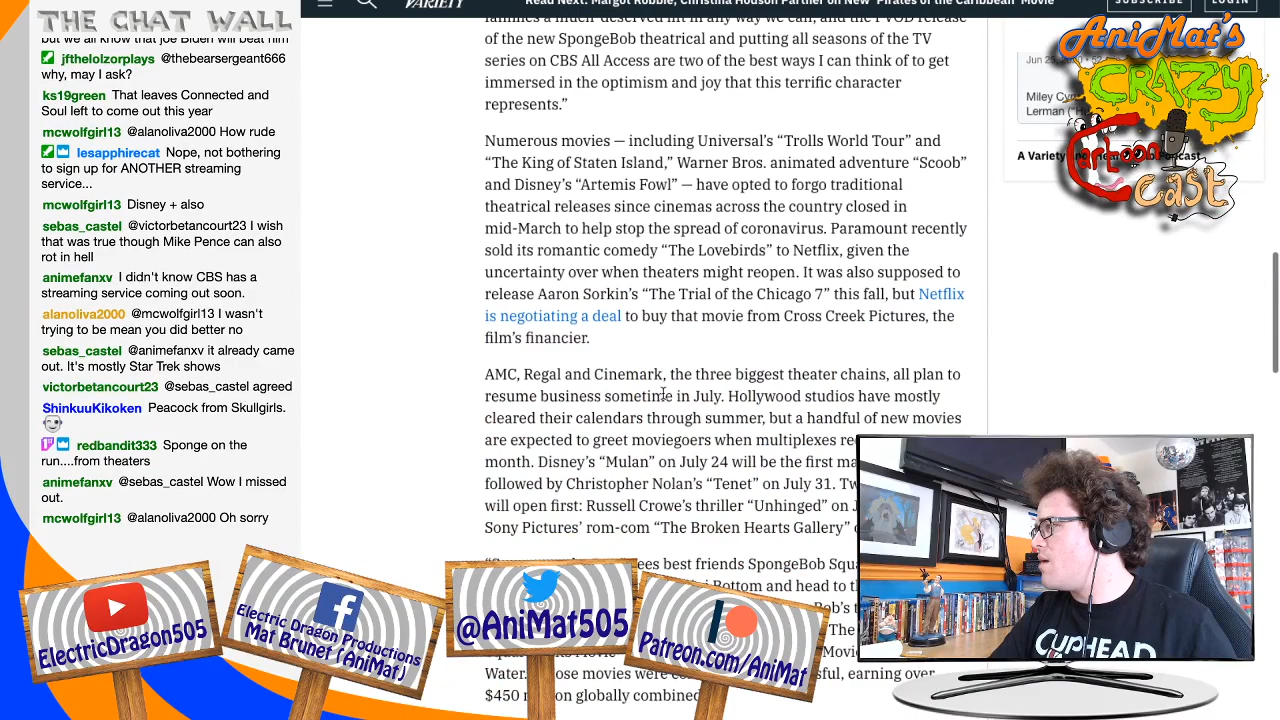 THE CHAT WALL
but we all know that joe Biden will beat him
jfthelolzorplays @thebearsergeant666
why, may I ask?
ks19green That leaves Connected and
Soul left to come out this year
mcwolfgirl13 @alanoliva2000 How rude
lesapphirecat Nope, not bothering
to sign up for ANOTHER streaming
service...
mcwolfgirl13 Disney + also
sebas_castel @victorbetancourt23 I wish
that was true though Mike Pence can also
rot in hell
animefanxv I didn't know CBS has a
streaming service coming out soon.
alanoliva2000 @mcwolfgirl13 I wasn't
trying to be mean you did better no
sebas_castel @animefanxv it already came
out. It's mostly Star Trek shows
victorbetancourt23 @sebas_castel agreed
ShinkuuKikoken Peacock from Skullgirls.
redbandit333 Sponge on the
run....from theaters
animefanxv @sebas_castel Wow I missed
out.
mcwolfgirl13 @alanoliva2000 Oh sorry
VARIETY
Read Next: Margot Robbie, Christina Hodson Partner on New 'Pirates of the Caribbean' Movie
SUBSCRIBE
LOGIN
families a much-deserved hit in any way we can, and the PVOD release
of the new SpongeBob theatrical and putting all seasons of the TV
series on CBS All Access are two of the best ways I can think of to get
immersed in the optimism and joy that this terrific character
represents.”
Numerous movies — including Universal’s “Trolls World Tour” and
“The King of Staten Island,” Warner Bros. animated adventure “Scoob”
and Disney’s “Artemis Fowl” — have opted to forgo traditional
theatrical releases since cinemas across the country closed in
mid-March to help stop the spread of coronavirus. Paramount recently
sold its romantic comedy “The Lovebirds” to Netflix, given the
uncertainty over when theaters might reopen. It was also supposed to
release Aaron Sorkin’s “The Trial of the Chicago 7” this fall, but Netflix
is negotiating a deal to buy that movie from Cross Creek Pictures, the
film’s financier.
AMC, Regal and Cinemark, the three biggest theater chains, all plan to
resume business sometime in July. Hollywood studios have mostly
cleared their calendars through summer, but a handful of new movies
are expected to greet moviegoers when multiplexes
month. Disney’s “Mulan” on July 24 will be the first
followed by Christopher Nolan’s “Tenet” on July 31.
will open first: Russell Crowe’s thriller “Unhinged” on
Sony Pictures’ rom-com “The Broken Hearts Gallery”
best friends SpongeBob
Bottom and head to
The
Water.
earning over
$450 globally combined
Jun
Miley
Lerman
A Variety Podcast
AniMat's
CRAZY
Cartoon
Cast
CUPHEAD
ElectricDragon505
Electric Dragon Productions
Mat Brunet (AniMat)
@AniMat505
Patreon.com/AniMat